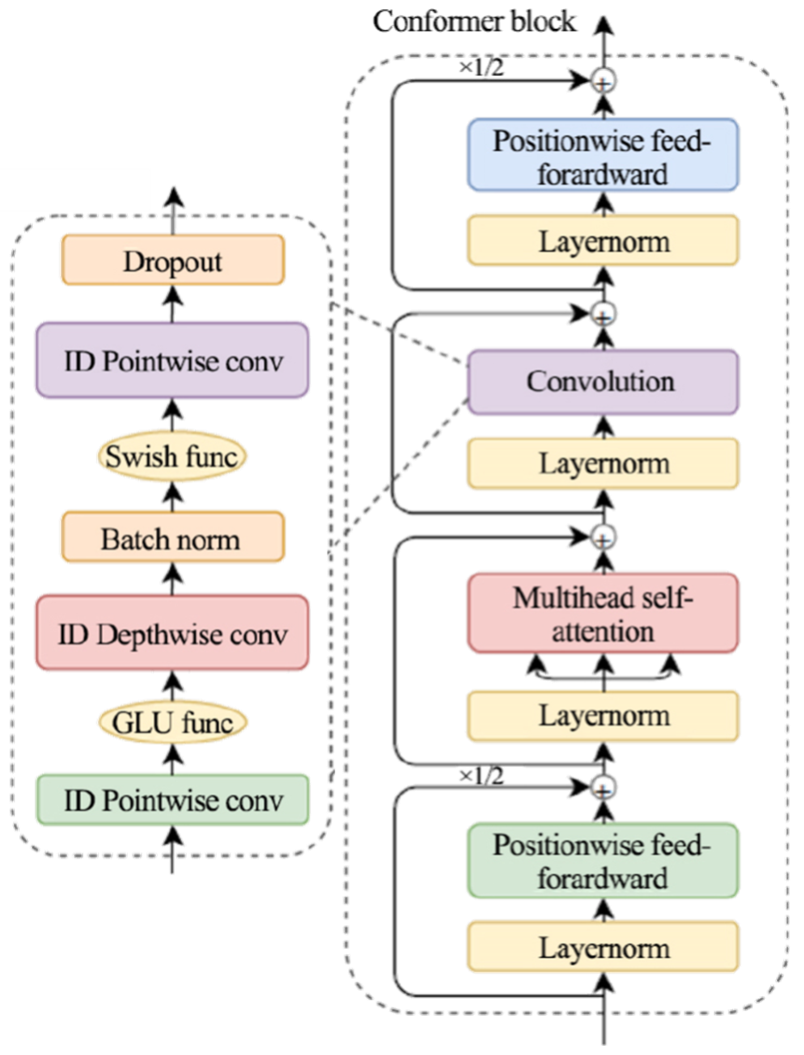 Conformer block
×1/2
Positionwise feed-
forardward
Layernorm
Convolution
Layernorm
Multihead self-
attention
Layernorm
×1/2
Positionwise feed-
forardward
Layernorm
Dropout
ID Pointwise conv
Swish func
Batch norm
ID Depthwise conv
GLU func
ID Pointwise conv